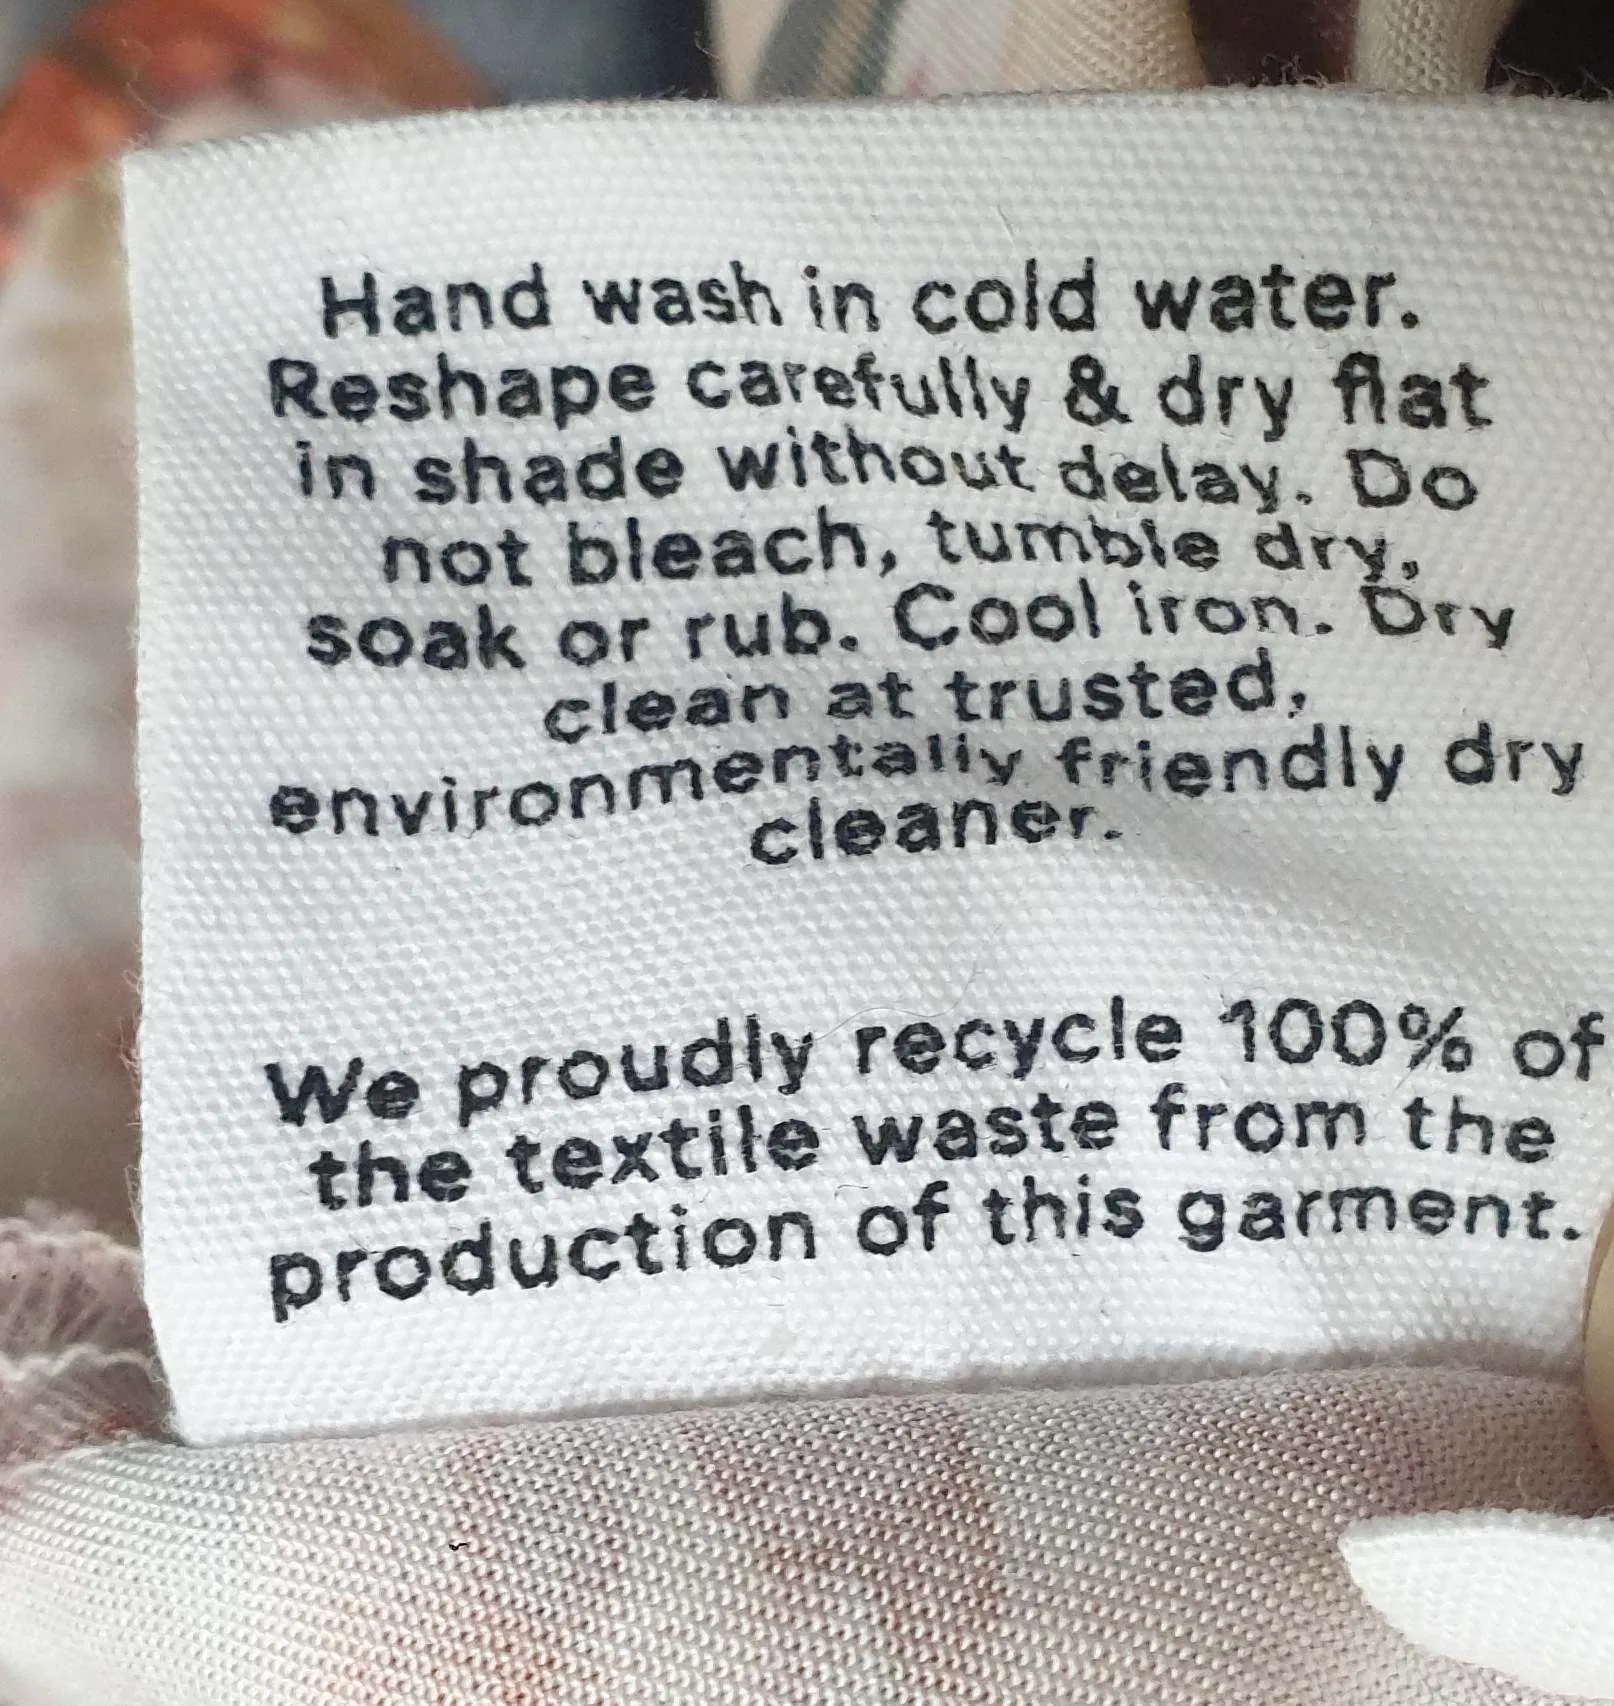 Hand wash in cold water.
Reshape carefully & dry flat
in shade without delay. Do
not bleach, tumble dry,
soak or rub. Cool iron. Dry
clean at trusted,
environmentally friendly dry
cleaner.
We proudly recycle 100% of
the textile waste from the
production of this garment.